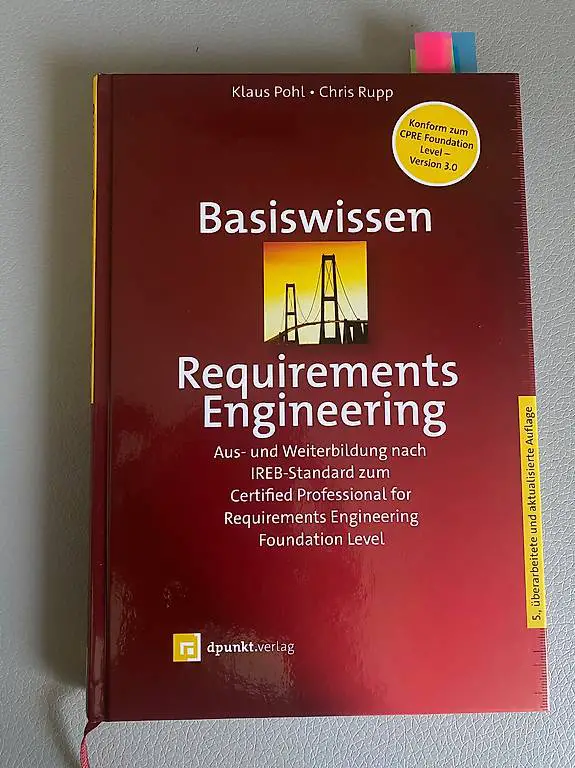 Klaus Pohl • Chris Rupp
Konform zum
CPRE Foundation
Level –
Version 3.0
Basiswissen
Requirements
Engineering
Aus- und Weiterbildung nach
IREB-Standard zum
Certified Professional for
Requirements Engineering
Foundation Level
5., überarbeitete und aktualisierte Auflage
dpunkt.verlag